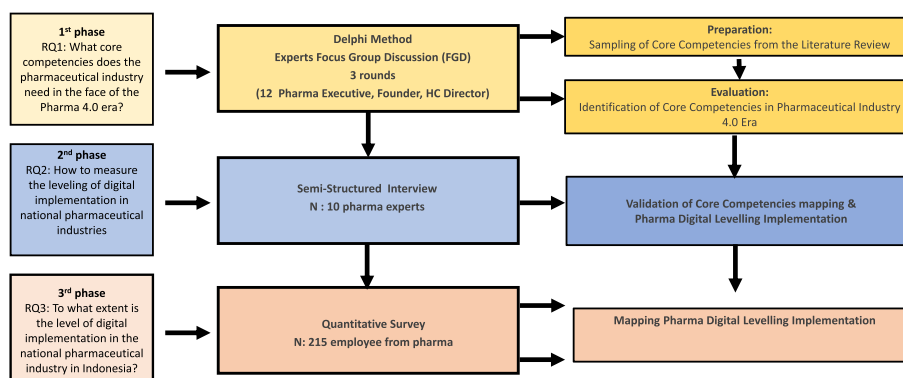 1st phase
RQ1: What core
competencies does the
pharmaceutical industry
need in the face of the
Pharma 4.0 era?
Delphi Method
Experts Focus Group Discussion (FGD)
3 rounds
(12 Pharma Executive, Founder, HC Director)
Preparation:
Sampling of Core Competencies from the Literature Review
Evaluation:
Identification of Core Competencies in Pharmaceutical Industry
4.0 Era
2nd phase
RQ2: How to measure
the leveling of digital
implementation in
national pharmaceutical
industries
Semi-Structured Interview
N : 10 pharma experts
Validation of Core Competencies mapping &
Pharma Digital Levelling Implementation
3rd phase
RQ3: To what extent is
the level of digital
implementation in the
national pharmaceutical
industry in Indonesia?
Quantitative Survey
N: 215 employee from pharma
Mapping Pharma Digital Levelling Implementation